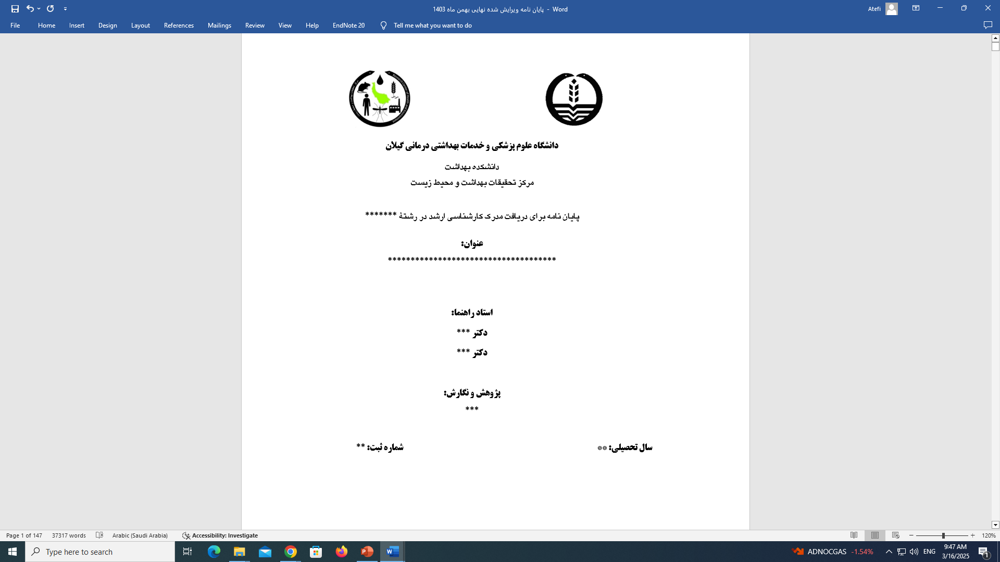 پایان نامه ویرایش شده نهایی بهمن ماه 1403 - Word
Atefi
File Home Insert Design Layout References Mailings Review View Help EndNote 20 Tell me what you want to do
دانشگاه علوم پزشکی و خدمات بهداشتی درمانی گیلان
دانشکده بهداشت
مرکز تحقیقات بهداشت و محیط زیست
پایان نامه برای دریافت مدرک کارشناسی ارشد در رشتهٔ *******
عنوان:
*************************************
استاد راهنما:
دکتر ***
دکتر ***
پژوهش و نگارش:
***
سال تحصیلی: **
شماره ثبت: **
Page 1 of 147 37317 words Arabic (Saudi Arabia) Accessibility: Investigate 120%
Type here to search
ADNOCGAS -1.54% ENG
9:47 AM
3/16/2025
1